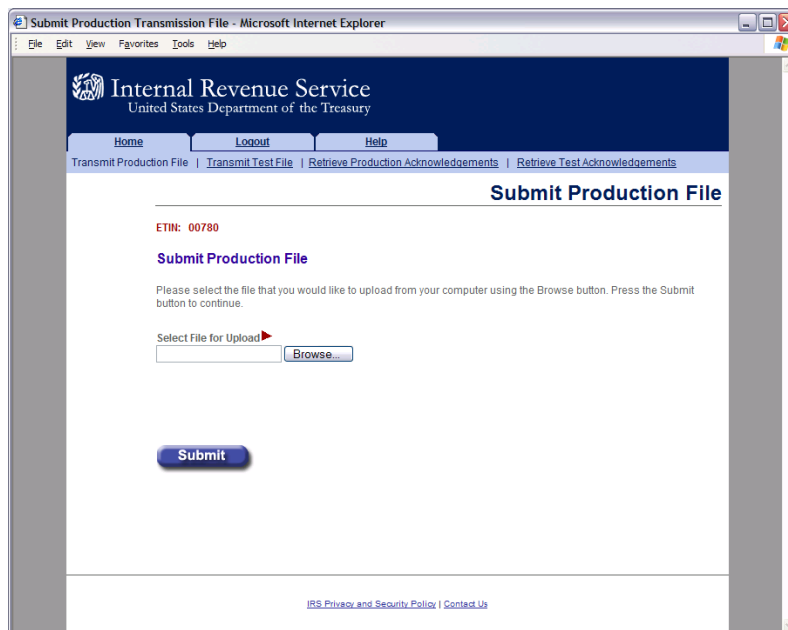 Submit Production Transmission File - Microsoft Internet Explorer
File Edit View Favorites Tools Help
Internal Revenue Service
United States Department of the Treasury
Home Logout Help
Transmit Production File | Transmit Test File | Retrieve Production Acknowledgements | Retrieve Test Acknowledgements
Submit Production File
ETIN: 00780
Submit Production File
Please select the file that you would like to upload from your computer using the Browse button. Press the Submit
button to continue.
Select File for Upload
Browse...
Submit
IRS Privacy and Security Policy | Contact Us